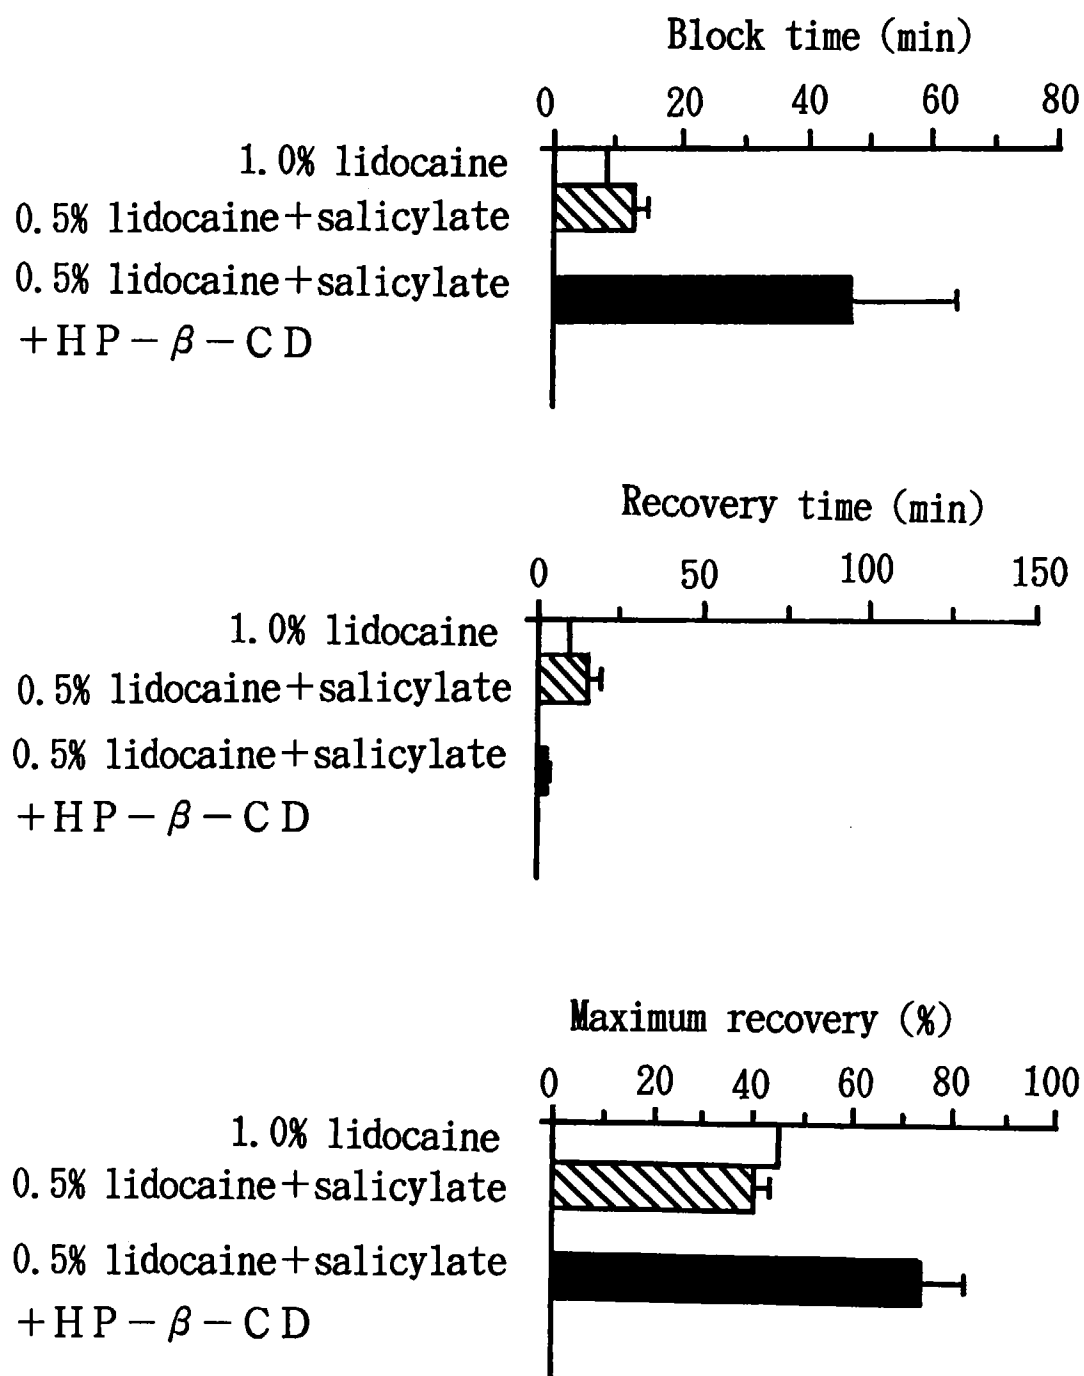 Block time (min)
0 20 40 60 80
1.0% lidocaine
0.5% lidocaine+salicylate
0.5% lidocaine+salicylate
+HP-β-CD
Recovery time (min)
0 50 100 150
1.0% lidocaine
0.5% lidocaine+salicylate
0.5% lidocaine+salicylate
+HP-β-CD
Maximum recovery (%)
0 20 40 60 80 100
1.0% lidocaine
0.5% lidocaine+salicylate
0.5% lidocaine+salicylate
+HP-β-CD